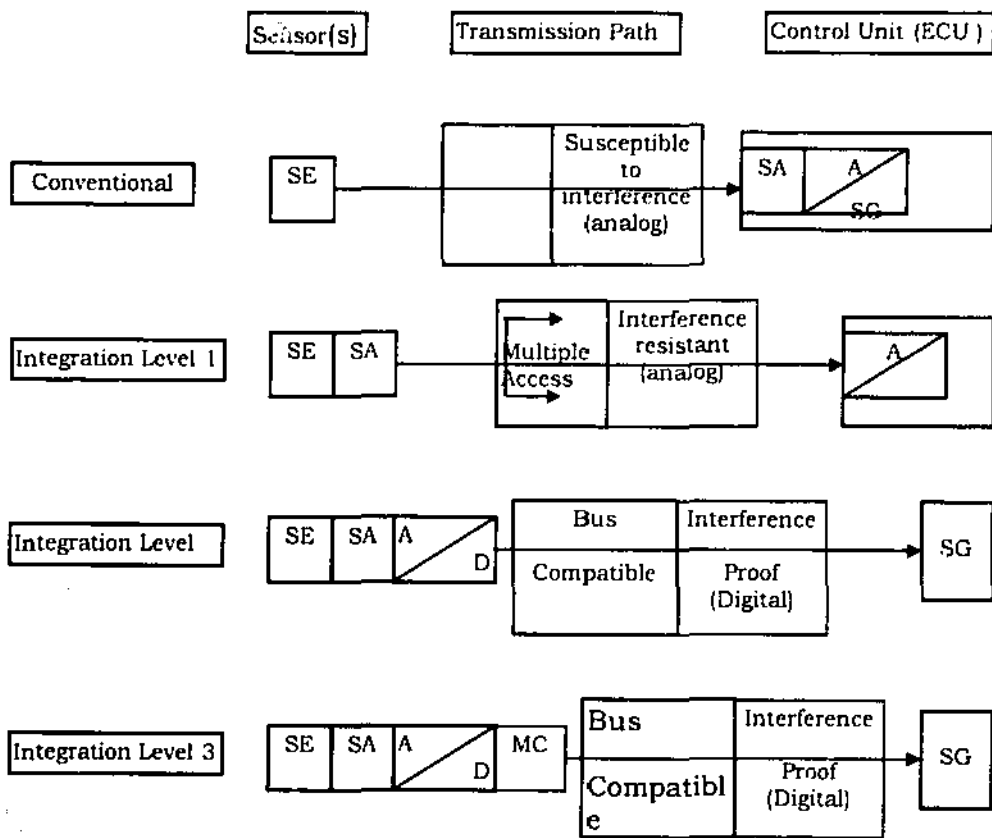 Sensor(s) Transmission Path Control Unit (ECU )
Conventional
SE
Susceptible
to
interference
(analog)
SA A
SG
Integration Level 1
SE SA
Multiple
Access
Interference
resistant
(analog)
A
Integration Level
SE SA A
D
Bus
Compatible
Interference
Proof
(Digital)
SG
Integration Level 3
SE SA A
D
MC
Bus
Compatibl
e
Interference
Proof
(Digital)
SG